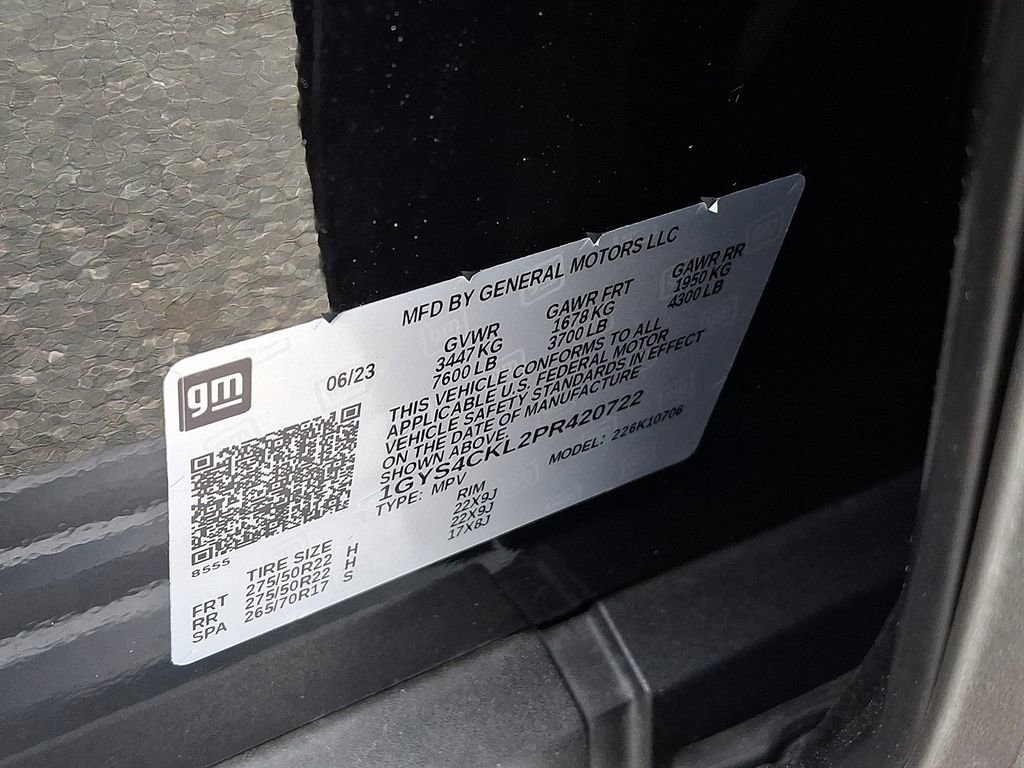 MFD BY GENERAL MOTORS LLC
gm
06/23
GVWR GAWR FRT GAWR RR
3447 KG 1678 KG 1950 KG
7600 LB 3700 LB 4300 LB
THIS VEHICLE CONFORMS TO ALL
APPLICABLE U.S. FEDERAL MOTOR
VEHICLE SAFETY STANDARDS IN EFFECT
ON THE DATE OF MANUFACTURE
SHOWN ABOVE.
1GYS4CKL2PR420722
TYPE: MPV MODEL: 226K10706
8555
TIRE SIZE RIM
FRT 275/50R22 H 22X9J
RR 275/50R22 H 22X9J
SPA 265/70R17 S 17X8J